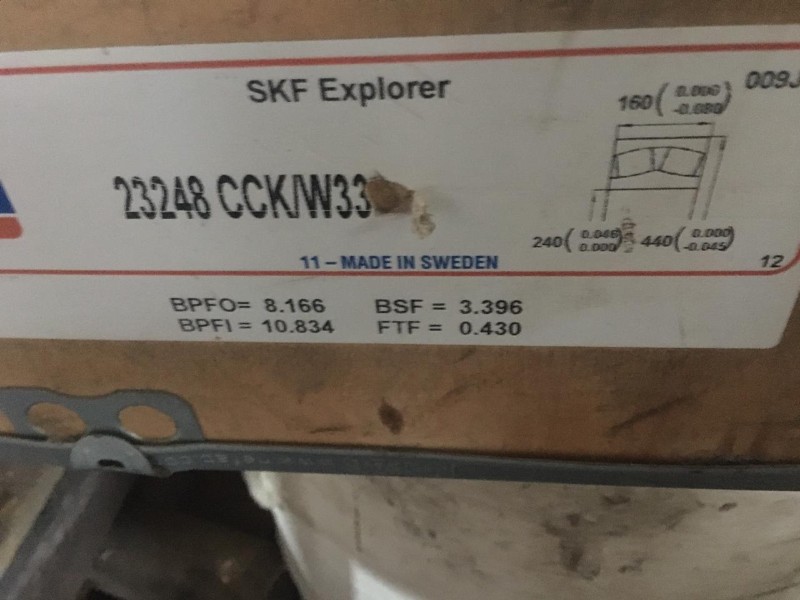 SKF Explorer
160( 0.000 -0.080)
009J
23248 CCK/W33
240( 0.046 0.000)
440( 0.000 -0.045)
11 – MADE IN SWEDEN
12
BPFO= 8.166 BSF = 3.396
BPFI = 10.834 FTF = 0.430